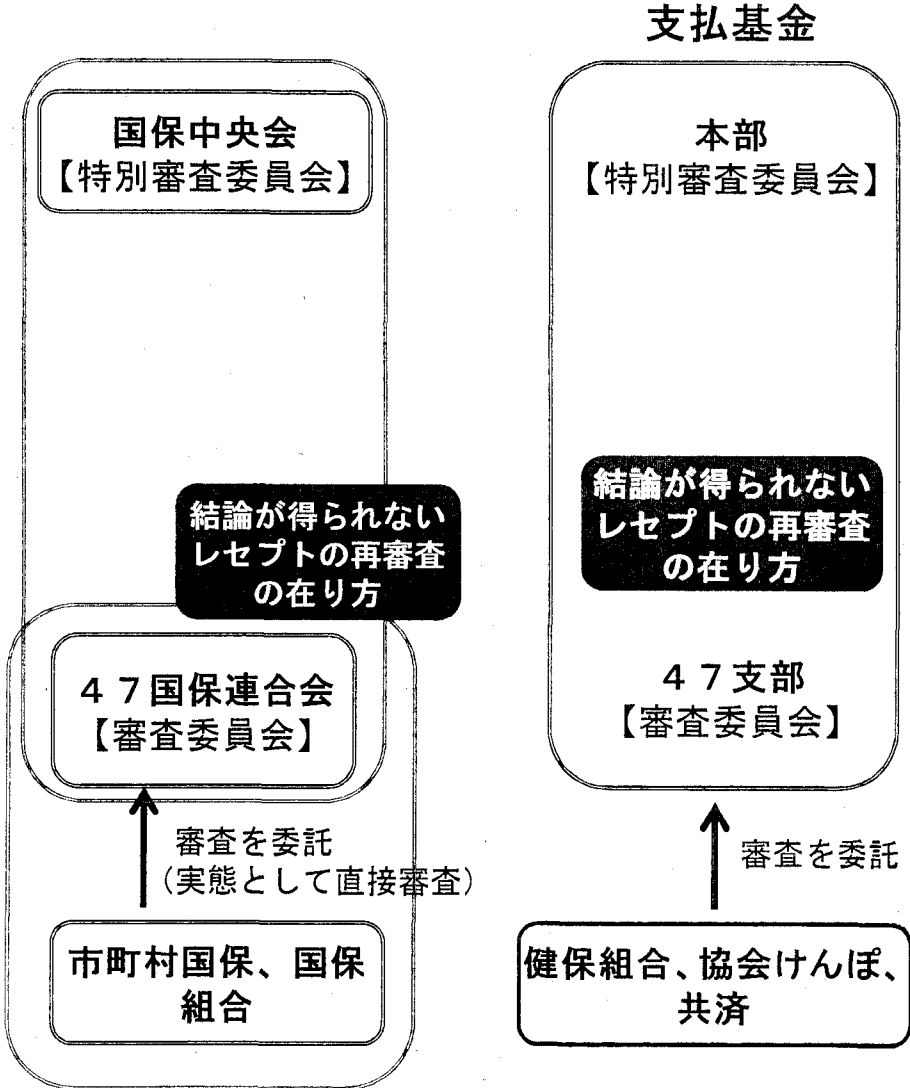 支払基金
国保中央会
【特別審査委員会】
本部
【特別審査委員会】
結論が得られない
レセプトの再審査
の在り方
結論が得られない
レセプトの再審査
の在り方
47国保連合会
【審査委員会】
47支部
【審査委員会】
審査を委託
(実態として直接審査)
審査を委託
市町村国保、国保
組合
健保組合、協会けんぽ、
共済